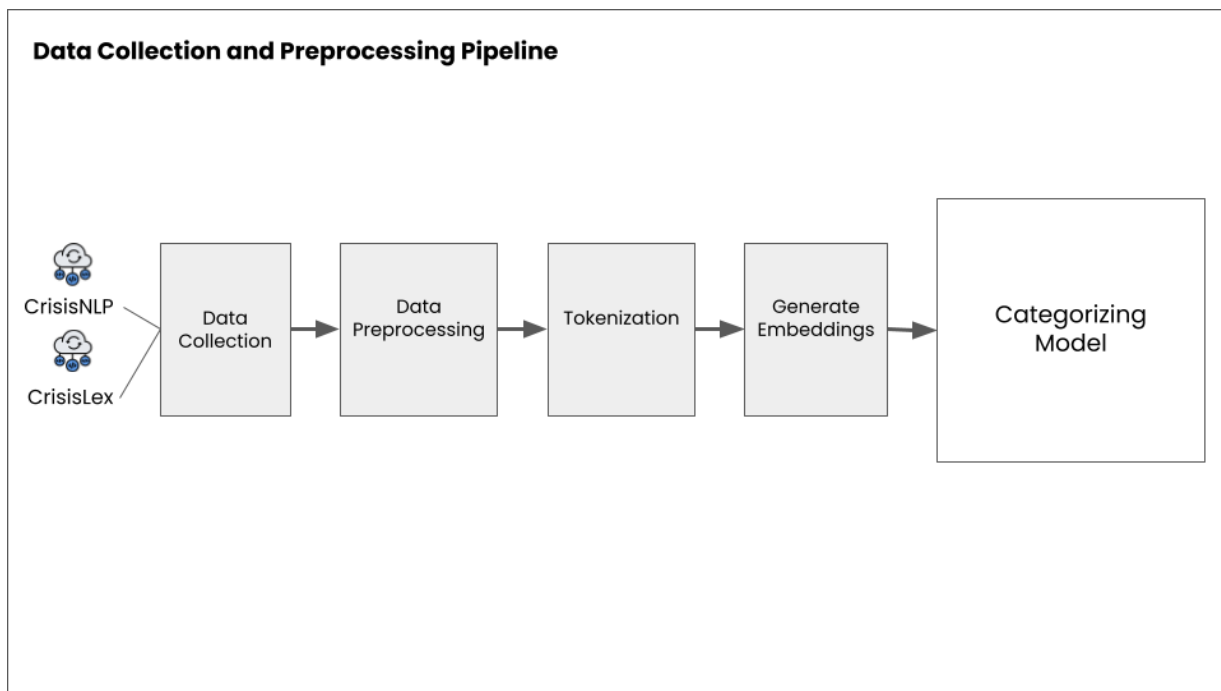 Data Collection and Preprocessing Pipeline
CrisisNLP
CrisisLex
Data
Collection
Data
Preprocessing
Tokenization
Generate
Embeddings
Categorizing
Model